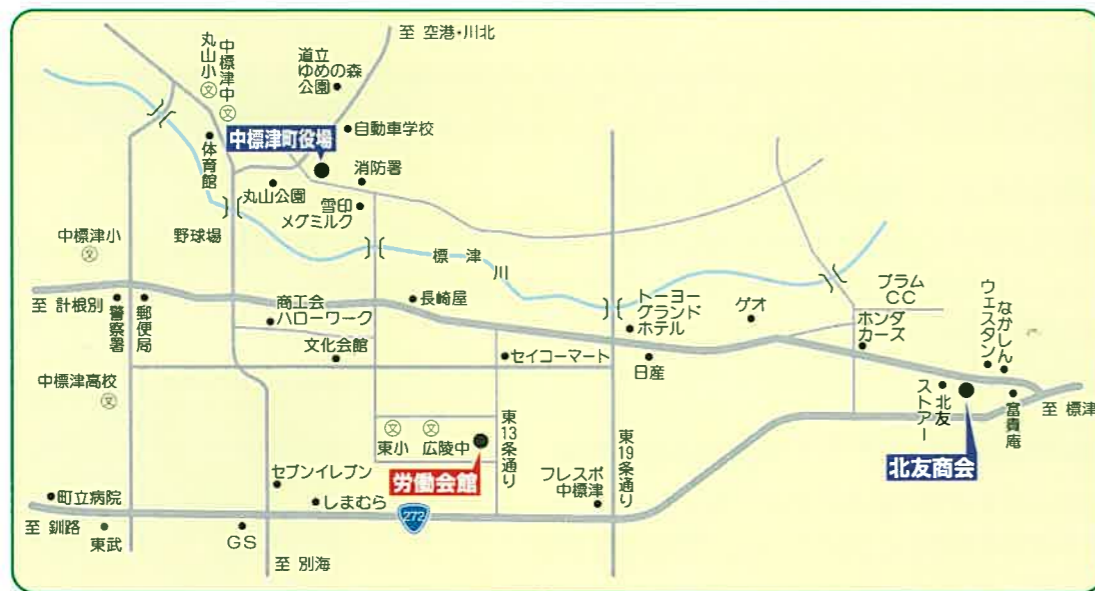 至 空港・川北
丸山小
中標津中
文
文
道立
ゆめの森
公園
自動車学校
中標津町役場
体育館
消防署
丸山公園
雪印
メグミルク
中標津小
文
野球場
標津川
至 計根別
警察署
郵便局
商工会
ハローワーク
長崎屋
トーヨー
グランド
ホテル
ゲオ
プラム
CC
ホンダ
カーズ
ウェスタン
なかしん
文化会館
セイコーマート
日産
中標津高校
文
北友
ストアー
富貴庵
至 標津
文
文
東小
広陵中
東13条通り
東19条通り
労働会館
北友商会
セブンイレブン
フレスポ
中標津
町立病院
しまむら
至 釧路
272
東武
GS
至 別海